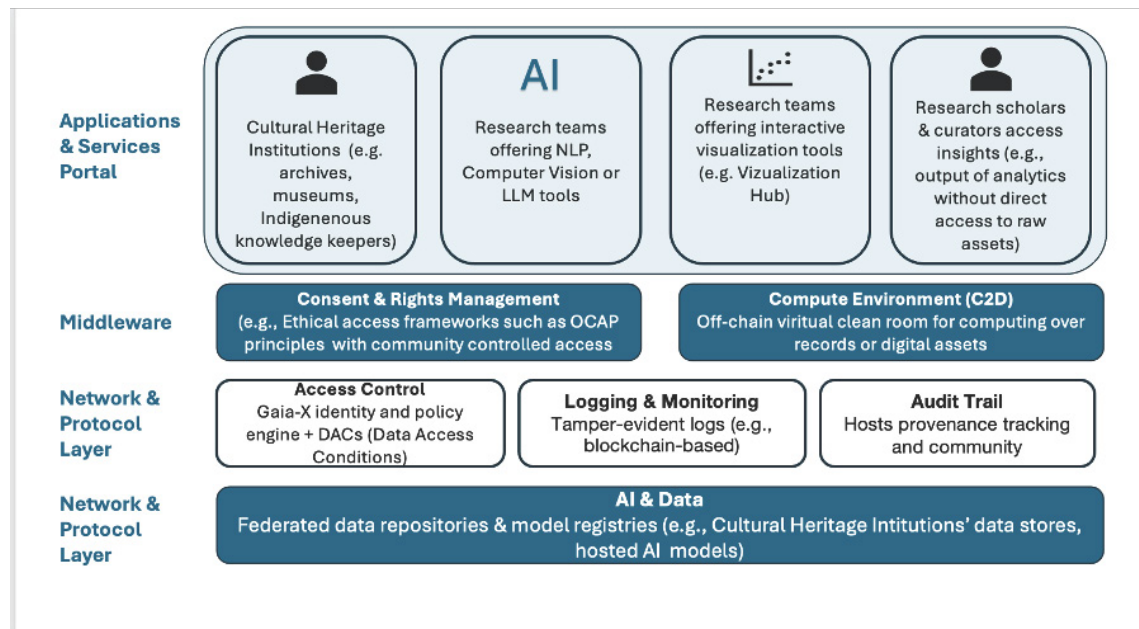 Applications
& Services
Portal
Cultural Heritage
Institutions (e.g.
archives,
museums,
Indigenenous
knowledge keepers)
AI
Research teams
offering NLP,
Computer Vision or
LLM tools
Research teams
offering interactive
visualization tools
(e.g. Vizualization
Hub)
Research scholars
& curators access
insights (e.g.,
output of analytics
without direct
access to raw
assets)
Middleware
Consent & Rights Management
(e.g., Ethical access frameworks such as OCAP
principles with community controlled access
Compute Environment (C2D)
Off-chain viritual clean room for computing over
records or digital assets
Network &
Protocol
Layer
Access Control
Gaia-X identity and policy
engine + DACs (Data Access
Conditions)
Logging & Monitoring
Tamper-evident logs (e.g.,
blockchain-based)
Audit Trail
Hosts provenance tracking
and community
Network &
Protocol
Layer
AI & Data
Federated data repositories & model registries (e.g., Cultural Heritage Intitutions' data stores,
hosted AI models)